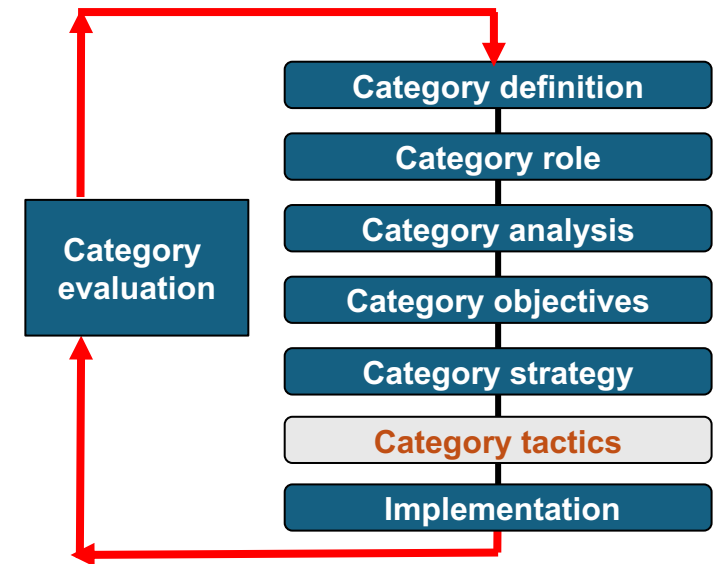 Category definition
Category role
Category analysis
Category
evaluation
Category objectives
Category strategy
Category tactics
Implementation